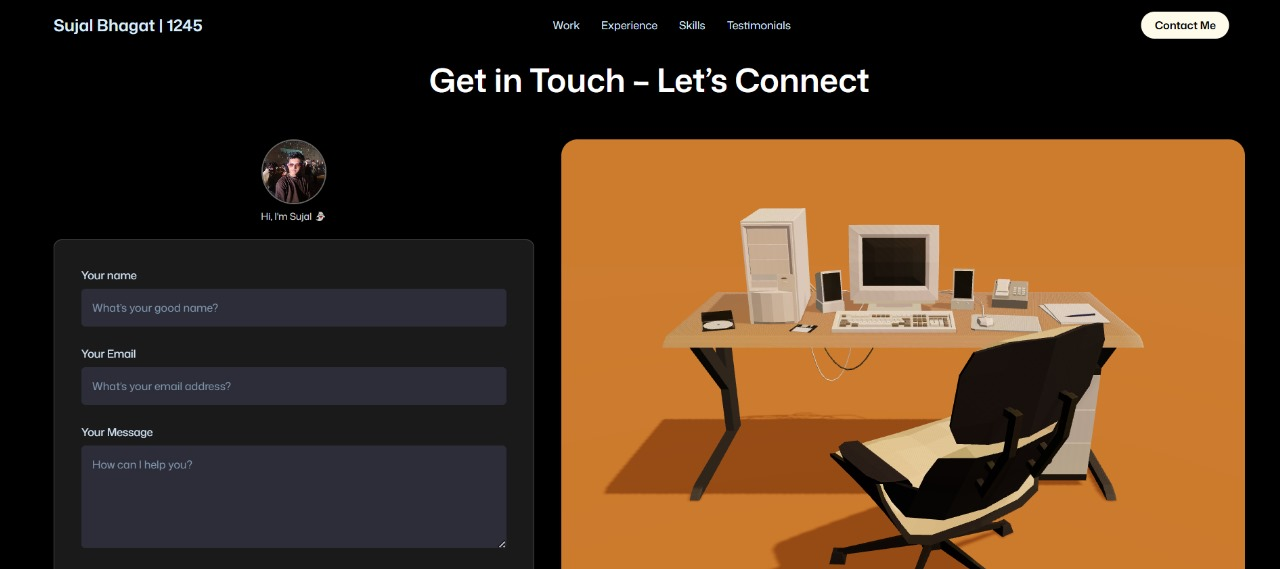 Sujal Bhagat | 1245
Work
Experience
Skills
Testimonials
Contact Me
Get in Touch – Let’s Connect
Hi, I'm Sujal
Your name
What's your good name?
Your Email
What's your email address?
Your Message
How can I help you?